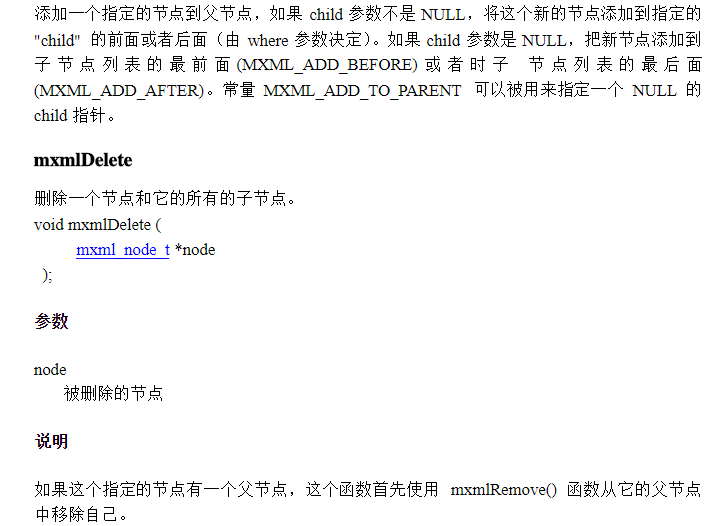 添加一个指定的节点到父节点，如果 child 参数不是 NULL，将这个新的节点添加到指定的
"child" 的前面或者后面（由 where 参数决定）。如果 child 参数是 NULL，把新节点添加到
子节点列表的最前面(MXML_ADD_BEFORE)或者时子 节点列表的最后面
(MXML_ADD_AFTER)。常量 MXML_ADD_TO_PARENT 可以被用来指定一个 NULL 的
child 指针。
mxmlDelete
删除一个节点和它的所有的子节点。
void mxmlDelete (
mxml_node_t *node
);
参数
node
被删除的节点
说明
如果这个指定的节点有一个父节点，这个函数首先使用 mxmlRemove() 函数从它的父节点
中移除自己。